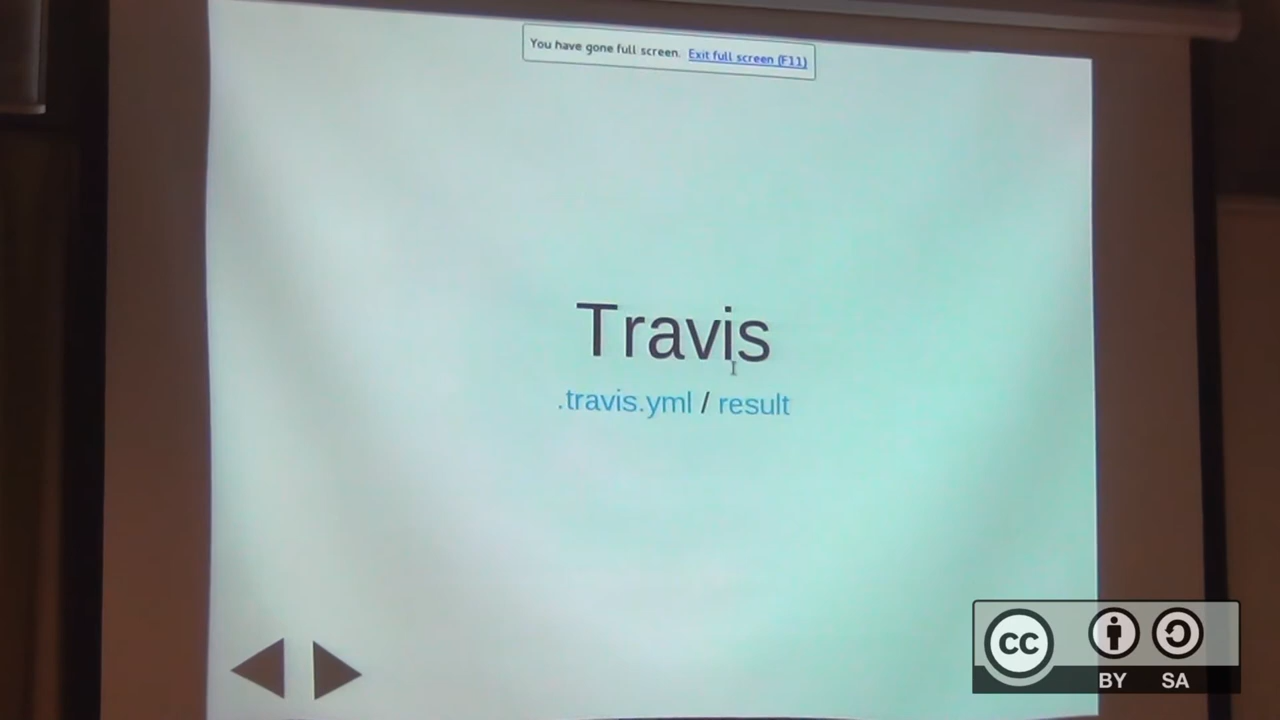 You have gone full screen. Exit full screen (F11)
Travis
.travis.yml / result
CC
BY SA